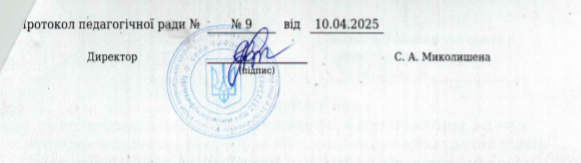 ротокол педагогічної ради № № 9 від 10.04.2025
Директор С. А. Миколишена
(підпис)